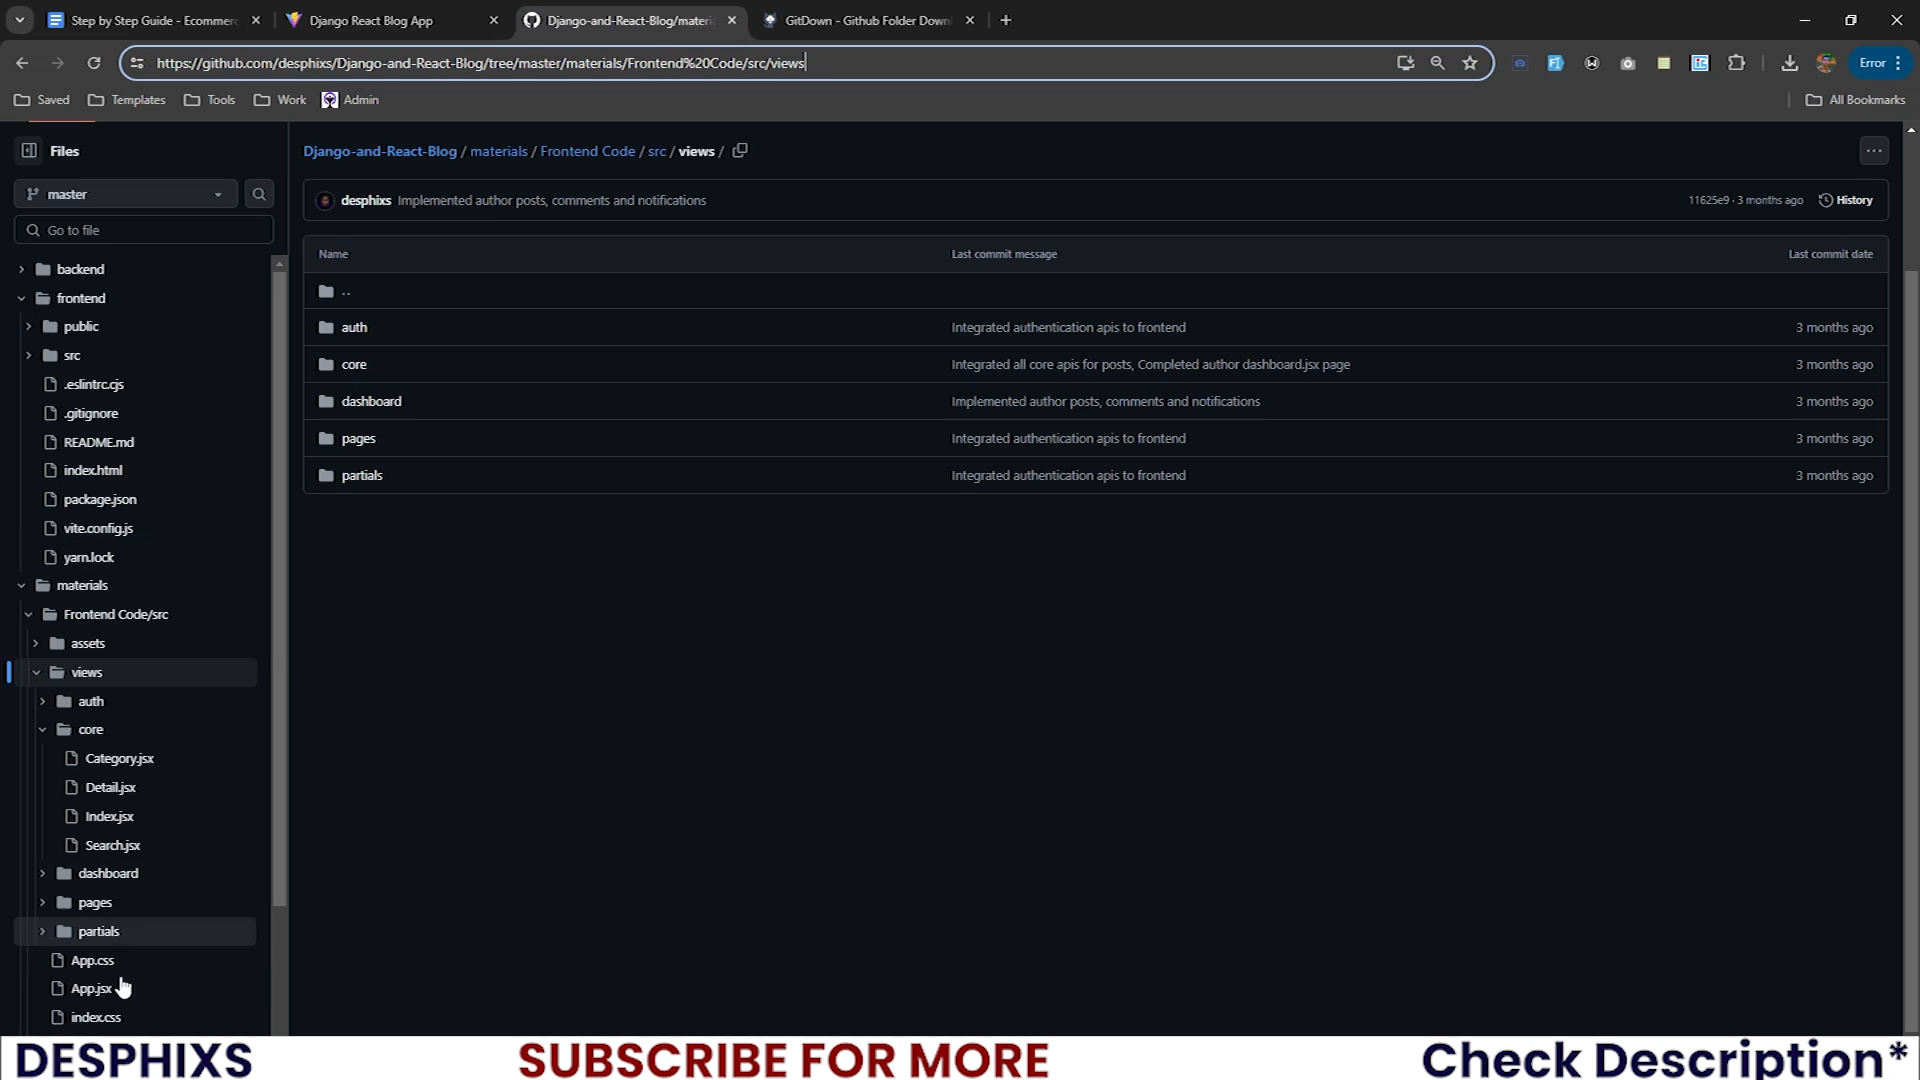 Step by Step Guide - Ecommerc
Django React Blog App
Django-and-React-Blog/materi
GitDown - Github Folder Down
https://github.com/desphixs/Django-and-React-Blog/tree/master/materials/Frontend%20Code/src/views
Error
Saved
Templates
Tools
Work
Admin
All Bookmarks
Files
master
Go to file
backend
frontend
public
src
.eslintrc.cjs
.gitignore
README.md
index.html
package.json
vite.config.js
yarn.lock
materials
Frontend Code/src
assets
views
auth
core
Category.jsx
Detail.jsx
Index.jsx
Search.jsx
dashboard
pages
partials
App.css
App.jsx
index.css
Django-and-React-Blog / materials / Frontend Code / src / views /
desphixs Implemented author posts, comments and notifications
11625e9 · 3 months ago History
Name Last commit message Last commit date
..
auth Integrated authentication apis to frontend 3 months ago
core Integrated all core apis for posts, Completed author dashboard.jsx page 3 months ago
dashboard Implemented author posts, comments and notifications 3 months ago
pages Integrated authentication apis to frontend 3 months ago
partials Integrated authentication apis to frontend 3 months ago
DESPHIXS SUBSCRIBE FOR MORE Check Description*